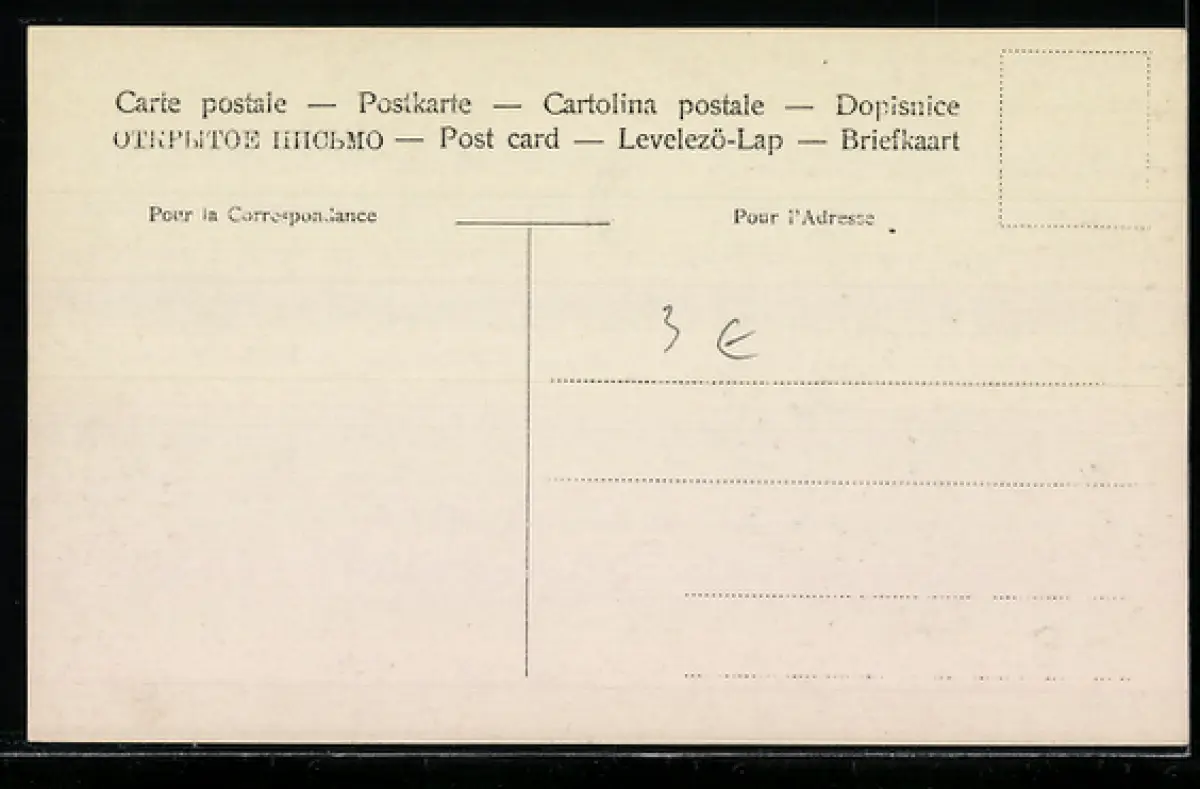 Carte postale — Postkarte — Cartolina postale — Dopisnice
ОТКРЫТОЕ ПИСЬМО — Post card — Levelezö-Lap — Briefkaart
Pour la Correspondance
Pour l'Adresse
3 €